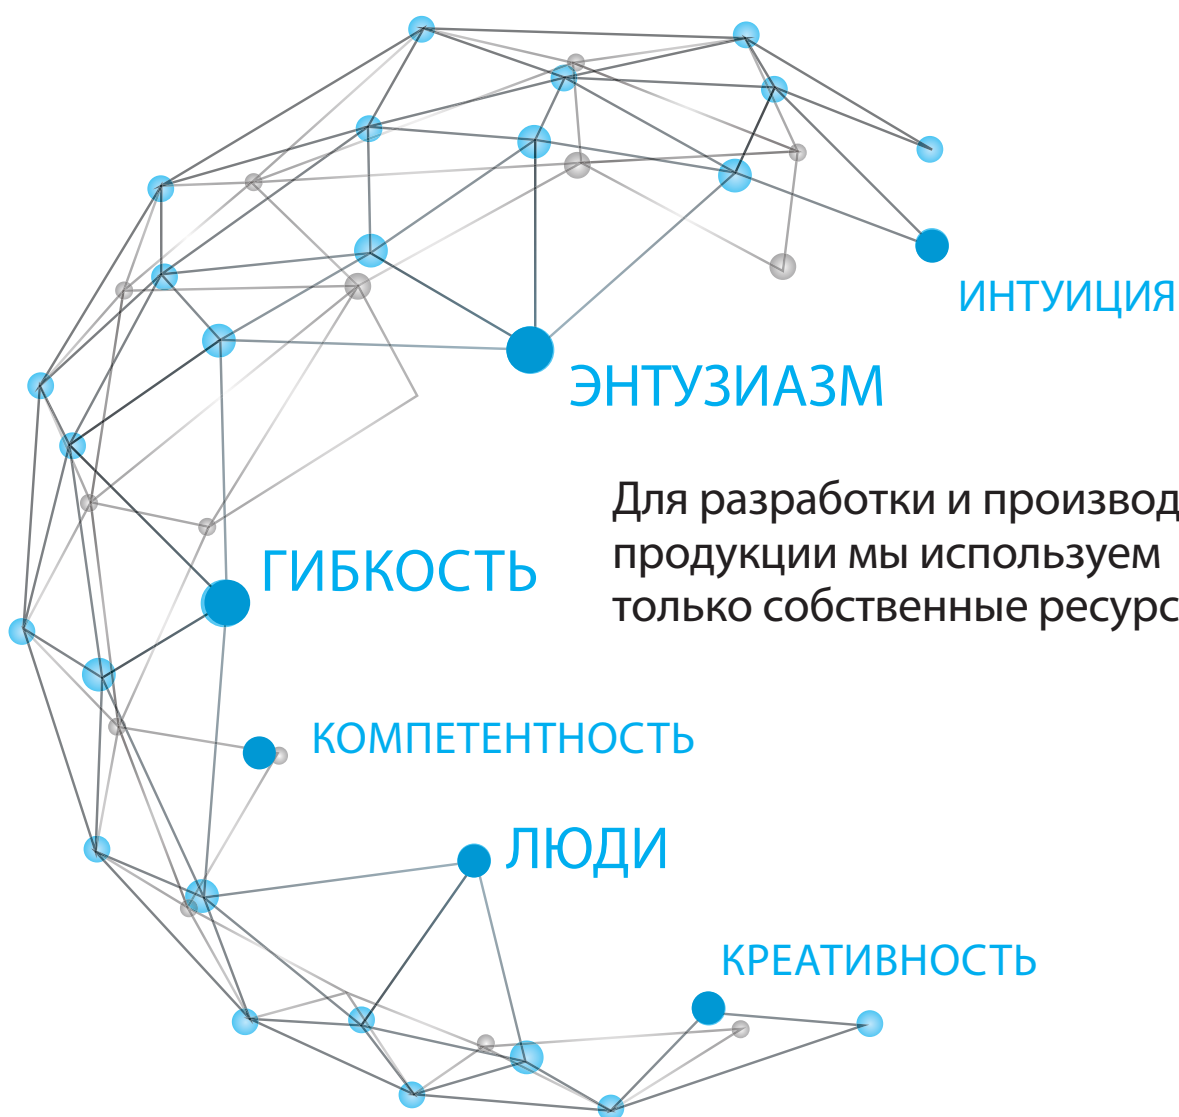 ИНТУИЦИЯ
ЭНТУЗИАЗМ
Для разработки и производ
продукции мы используем
только собственные ресурс
ГИБКОСТЬ
КОМПЕТЕНТНОСТЬ
ЛЮДИ
КРЕАТИВНОСТЬ